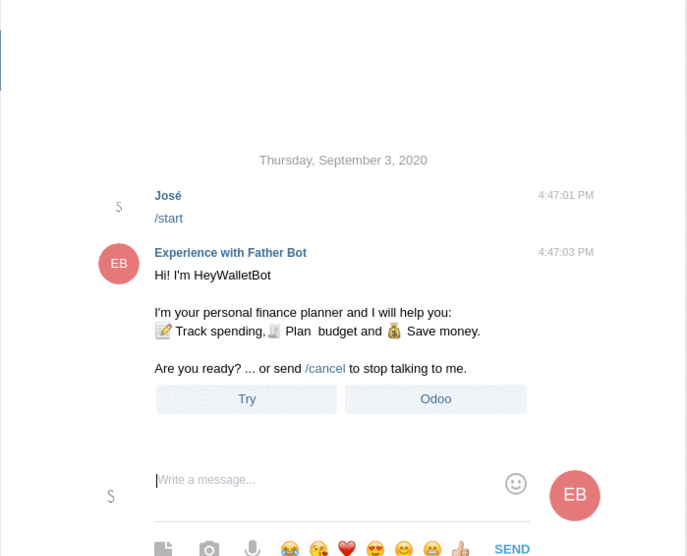 Thursday, September 3, 2020
José
4:47:01 PM
S
/start
Experience with Father Bot
4:47:03 PM
EB
Hi! I'm HeyWalletBot
I'm your personal finance planner and I will help you:
📝 Track spending,🧾 Plan  budget and 💰 Save money.
Are you ready? ... or send /cancel to stop talking to me.
Try
Odoo
Write a message...
S
EB
SEND